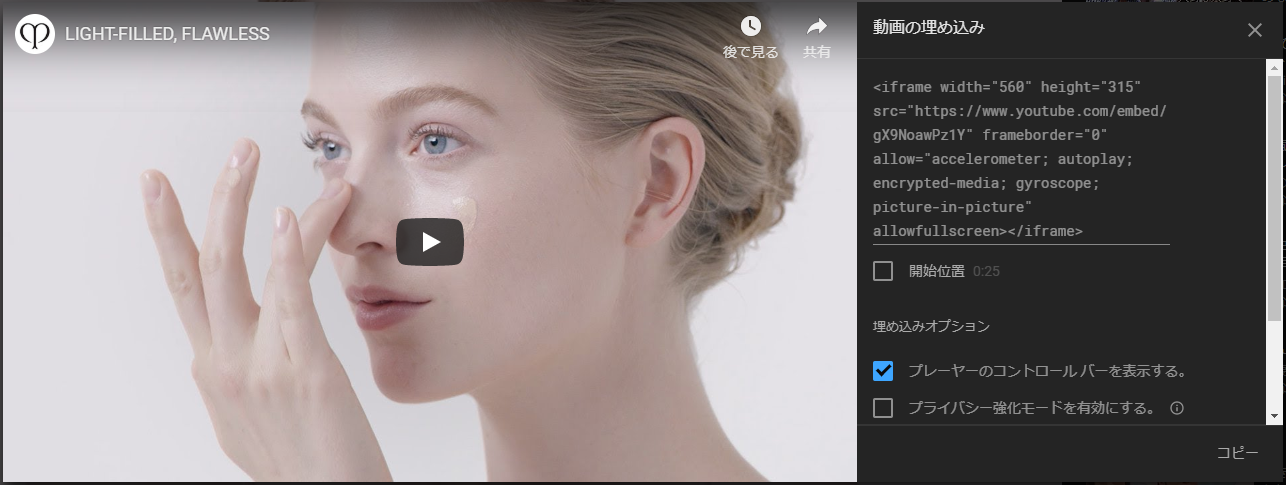 LIGHT-FILLED, FLAWLESS
後で見る
共有
動画の埋め込み
<iframe width="560" height="315"
src="https://www.youtube.com/embed/
gX9NoawPz1Y" frameborder="0"
allow="accelerometer; autoplay;
encrypted-media; gyroscope;
picture-in-picture"
allowfullscreen></iframe>
開始位置 0:25
埋め込みオプション
プレーヤーのコントロール バーを表示する。
プライバシー強化モードを有効にする。
コピー